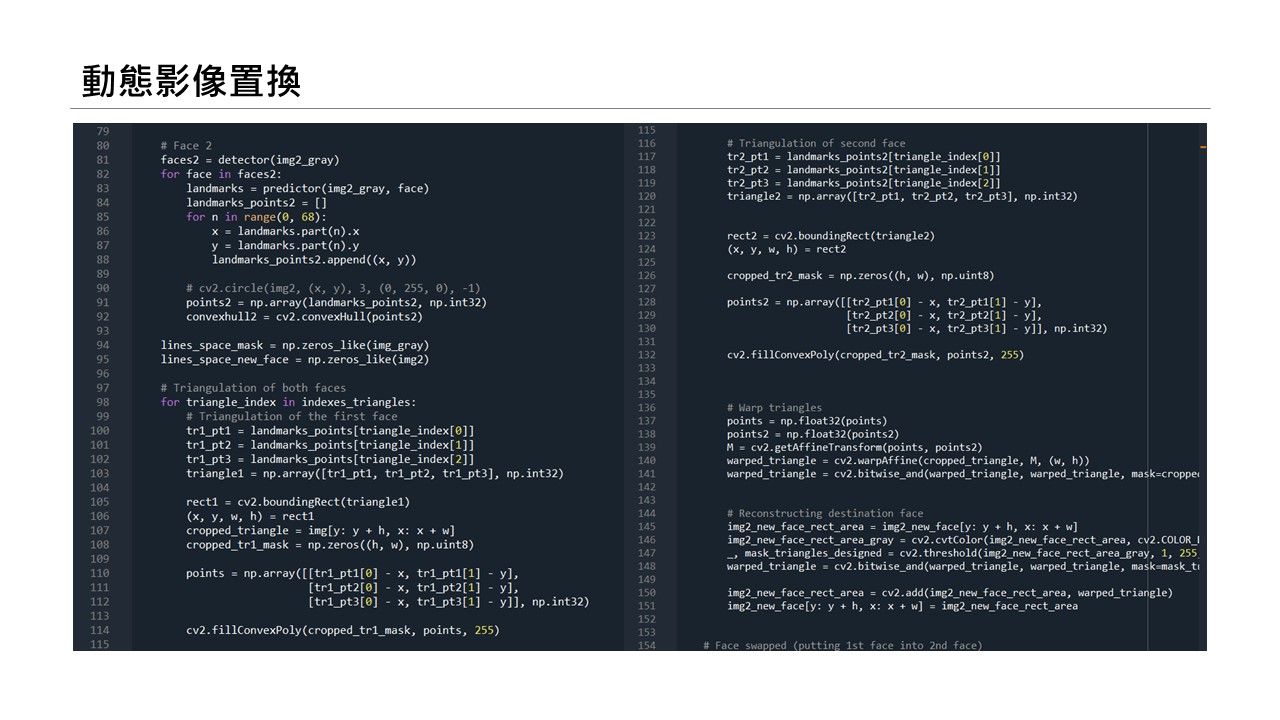 動態影像置換
79
80 # Face 2
81 faces2 = detector(img2_gray)
82 for face in faces2:
83 landmarks = predictor(img2_gray, face)
84 landmarks_points2 = []
85 for n in range(0, 68):
86 x = landmarks.part(n).x
87 y = landmarks.part(n).y
88 landmarks_points2.append((x, y))
89
90 # cv2.circle(img2, (x, y), 3, (0, 255, 0), -1)
91 points2 = np.array(landmarks_points2, np.int32)
92 convexhull2 = cv2.convexHull(points2)
93
94 lines_space_mask = np.zeros_like(img_gray)
95 lines_space_new_face = np.zeros_like(img2)
96
97 # Triangulation of both faces
98 for triangle_index in indexes_triangles:
99 # Triangulation of the first face
100 tr1_pt1 = landmarks_points[triangle_index[0]]
101 tr1_pt2 = landmarks_points[triangle_index[1]]
102 tr1_pt3 = landmarks_points[triangle_index[2]]
103 triangle1 = np.array([tr1_pt1, tr1_pt2, tr1_pt3], np.int32)
104
105 rect1 = cv2.boundingRect(triangle1)
106 (x, y, w, h) = rect1
107 cropped_triangle = img[y: y + h, x: x + w]
108 cropped_tr1_mask = np.zeros((h, w), np.uint8)
109
110 points = np.array([[tr1_pt1[0] - x, tr1_pt1[1] - y],
111 [tr1_pt2[0] - x, tr1_pt2[1] - y],
112 [tr1_pt3[0] - x, tr1_pt3[1] - y]], np.int32)
113
114 cv2.fillConvexPoly(cropped_tr1_mask, points, 255)
115
115
116 # Triangulation of second face
117 tr2_pt1 = landmarks_points2[triangle_index[0]]
118 tr2_pt2 = landmarks_points2[triangle_index[1]]
119 tr2_pt3 = landmarks_points2[triangle_index[2]]
120 triangle2 = np.array([tr2_pt1, tr2_pt2, tr2_pt3], np.int32)
121
122
123 rect2 = cv2.boundingRect(triangle2)
124 (x, y, w, h) = rect2
125
126 cropped_tr2_mask = np.zeros((h, w), np.uint8)
127
128 points2 = np.array([[tr2_pt1[0] - x, tr2_pt1[1] - y],
129 [tr2_pt2[0] - x, tr2_pt2[1] - y],
130 [tr2_pt3[0] - x, tr2_pt3[1] - y]], np.int32)
131
132 cv2.fillConvexPoly(cropped_tr2_mask, points2, 255)
133
134
135
136 # Warp triangles
137 points = np.float32(points)
138 points2 = np.float32(points2)
139 M = cv2.getAffineTransform(points, points2)
140 warped_triangle = cv2.warpAffine(cropped_triangle, M, (w, h))
141 warped_triangle = cv2.bitwise_and(warped_triangle, warped_triangle, mask=cropped
142
143
144 # Reconstructing destination face
145 img2_new_face_rect_area = img2_new_face[y: y + h, x: x + w]
146 img2_new_face_rect_area_gray = cv2.cvtColor(img2_new_face_rect_area, cv2.COLOR_
147 _, mask_triangles_designed = cv2.threshold(img2_new_face_rect_area_gray, 1, 255,
148 warped_triangle = cv2.bitwise_and(warped_triangle, warped_triangle, mask=mask_t
149
150 img2_new_face_rect_area = cv2.add(img2_new_face_rect_area, warped_triangle)
151 img2_new_face[y: y + h, x: x + w] = img2_new_face_rect_area
152
153
154 # Face swapped (putting 1st face into 2nd face)